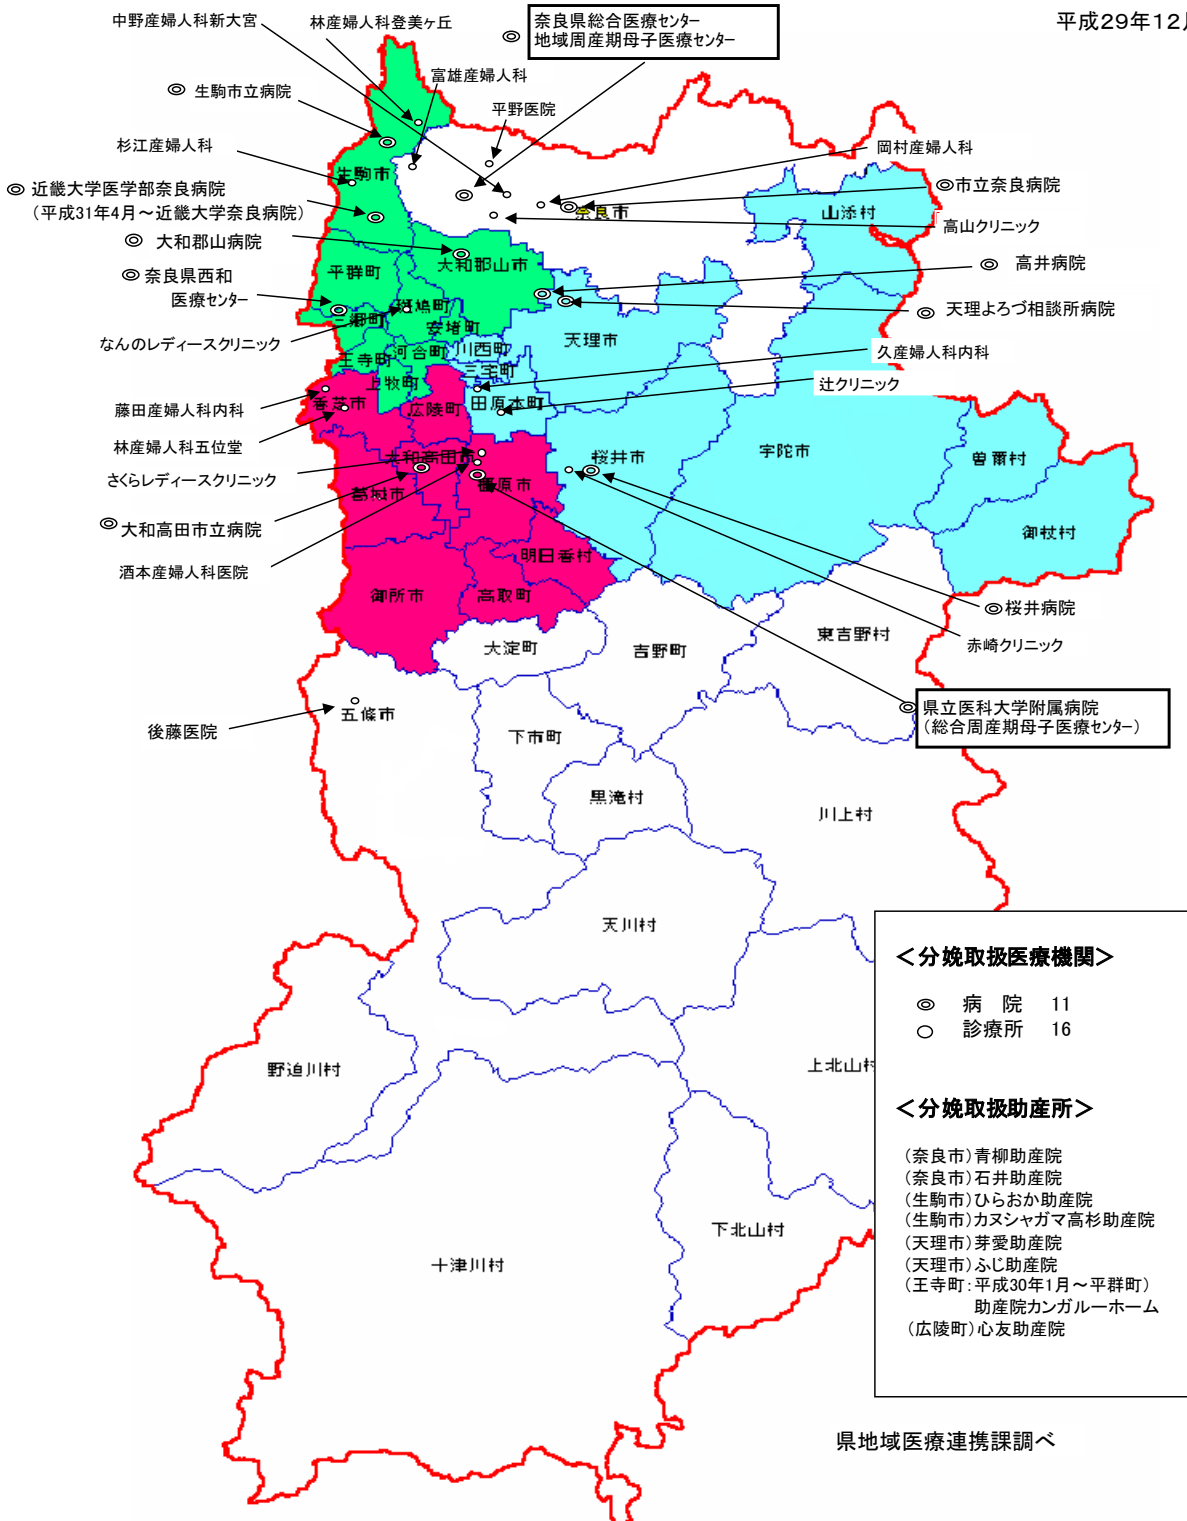 平成29年12月
中野産婦人科新大宮
林産婦人科登美ヶ丘
◎
奈良県総合医療センター
地域周産期母子医療センター
富雄産婦人科
◎ 生駒市立病院
平野医院
杉江産婦人科
岡村産婦人科
◎ 近畿大学医学部奈良病院
(平成31年4月～近畿大学奈良病院)
◎市立奈良病院
高山クリニック
◎ 大和郡山病院
◎ 高井病院
◎ 奈良県西和
医療センター
天理よろづ相談所病院
◎
なんのレディースクリニック
久産婦人科内科
辻クリニック
藤田産婦人科内科
林産婦人科五位堂
さくらレディースクリニック
◎大和高田市立病院
酒本産婦人科医院
◎桜井病院
赤崎クリニック
◎ 県立医科大学附属病院
(総合周産期母子医療センター)
後藤医院
生駒市
奈良市
山添村
平群町
大和郡山市
斑鳩町
三郷町
安堵町
天理市
王寺町
河合町
川西町
三宅町
上牧町
香芝市
広陵町
田原本町
大和高田市
葛城市
橿原市
桜井市
宇陀市
曽爾村
御杖村
明日香村
御所市
高取町
大淀町
吉野町
東吉野村
五條市
下市町
黒滝村
川上村
天川村
野迫川村
上北山村
下北山村
十津川村
＜分娩取扱医療機関＞
◎ 病 院 11
○ 診療所 16
＜分娩取扱助産所＞
(奈良市)青柳助産院
(奈良市)石井助産院
(生駒市)ひらおか助産院
(生駒市)カヌシャガマ高杉助産院
(天理市)芽愛助産院
(天理市)ふじ助産院
(王寺町:平成30年1月～平群町)
助産院カンガルーホーム
(広陵町)心友助産院
県地域医療連携課調べ